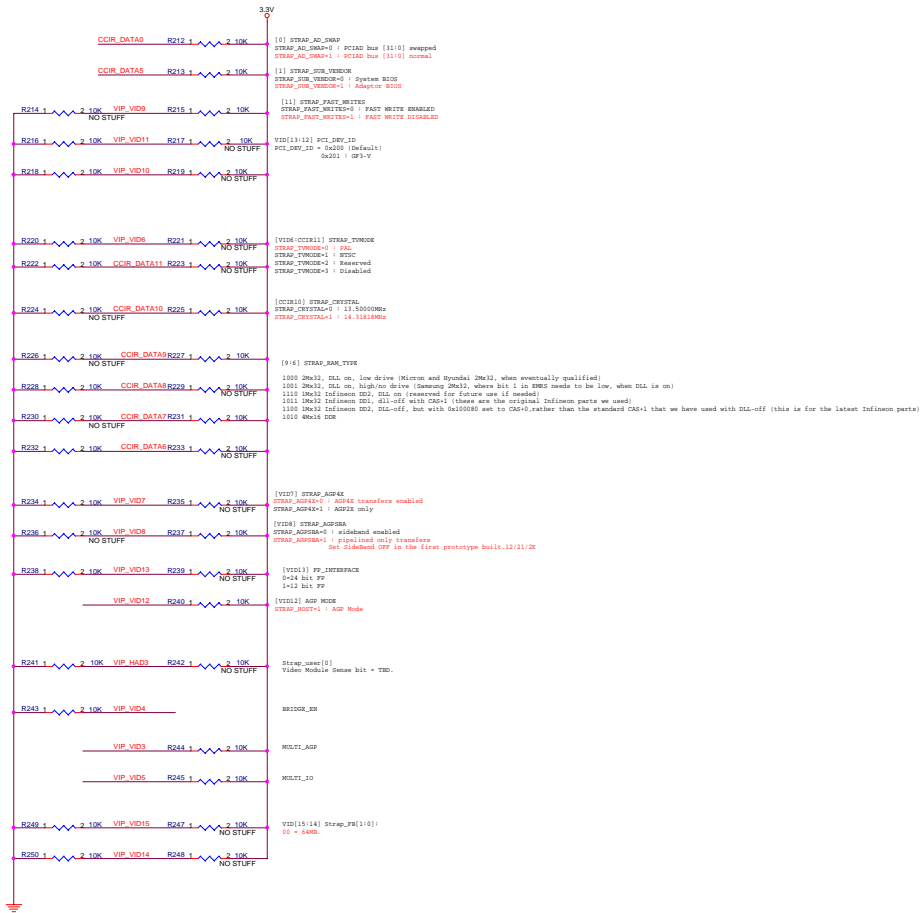 3.3V
CCIR_DATA0 R212 1 2 10K [0] STRAP_AD_SWAP
STRAP_AD_SWAP=0 : PCIAD bus [31:0] swapped
STRAP_AD_SWAP=1 : PCIAD bus [31:0] normal
CCIR_DATA5 R213 1 2 10K [1] STRAP_SUB_VENDOR
STRAP_SUB_VENDOR=0 : System BIOS
STRAP_SUB_VENDOR=1 : Adaptor BIOS
[11] STRAP_FAST_WRITES
R214 1 2 10K VIP_VID9 R215 1 2 10K STRAP_FAST_WRITES=0 : FAST WRITE ENABLED
NO STUFF STRAP_FAST_WRITES=1 : FAST WRITE DISABLED
R216 1 2 10K VIP_VID11 R217 1 2 10K VID[13:12] PCI_DEV_ID
NO STUFF PCI_DEV_ID = 0x200 (Default)
0x201 : GF3-V
R218 1 2 10K VIP_VID10 R219 1 2 10K
NO STUFF
R220 1 2 10K VIP_VID6 R221 1 2 10K [VID6:CCIR11] STRAP_TVMODE
NO STUFF STRAP_TVMODE=0 : PAL
STRAP_TVMODE=1 : NTSC
R222 1 2 10K CCIR_DATA11 R223 1 2 10K STRAP_TVMODE=2 : Reserved
NO STUFF STRAP_TVMODE=3 : Disabled
[CCIR10] STRAP_CRYSTAL
R224 1 2 10K CCIR_DATA10 R225 1 2 10K STRAP_CRYSTAL=0 : 13.50000MHz
NO STUFF STRAP_CRYSTAL=1 : 14.31818MHz
R226 1 2 10K CCIR_DATA9 R227 1 2 10K [9:6] STRAP_RAM_TYPE
NO STUFF
1000 2Mx32, DLL on, low drive (Micron and Hyundai 2Mx32, when eventually qualified)
R228 1 2 10K CCIR_DATA8 R229 1 2 10K 1001 2Mx32, DLL on, high/no drive (Samsung 2Mx32, where bit 1 in EMRS needs to be low, when DLL is on)
NO STUFF 1110 1Mx32 Infineon DD2, DLL on (reserved for future use if needed)
1011 1Mx32 Infineon DD1, dll-off with CAS+1 (these are the original Infineon parts we used)
1100 1Mx32 Infineon DD2, DLL-off, but with 0x100080 set to CAS+0,rather than the standard CAS+1 that we have used with DLL-off (this is for the latest Infineon parts)
R230 1 2 10K CCIR_DATA7 R231 1 2 10K 1010 4Mx16 DDR
NO STUFF
R232 1 2 10K CCIR_DATA6 R233 1 2 10K
NO STUFF
[VID7] STRAP_AGP4X
R234 1 2 10K VIP_VID7 R235 1 2 10K STRAP_AGP4X=0 : AGP4X transfers enabled
NO STUFF STRAP_AGP4X=1 : AGP2X only
[VID8] STRAP_AGPSBA
R236 1 2 10K VIP_VID8 R237 1 2 10K STRAP_AGPSBA=0 : sideband enabled
NO STUFF STRAP_AGPSBA=1 : pipelined only transfers
Set SideBand OFF in the first prototype built.12/21/2K
R238 1 2 10K VIP_VID13 R239 1 2 10K [VID13] FP_INTERFACE
NO STUFF 0=24 bit FP
1=12 bit FP
VIP_VID12 R240 1 2 10K [VID12] AGP MODE
STRAP_HOST=1 : AGP Mode
R241 1 2 10K VIP_HAD3 R242 1 2 10K Strap_user[0]
NO STUFF Video Module Sense bit = TBD.
R243 1 2 10K VIP_VID4 BRIDGE_EN
VIP_VID3 R244 1 2 10K MULTI_AGP
VIP_VID5 R245 1 2 10K MULTI_IO
R249 1 2 10K VIP_VID15 R247 1 2 10K VID[15:14] Strap_FB[1:0]:
NO STUFF 00 = 64MB.
R250 1 2 10K VIP_VID14 R248 1 2 10K
NO STUFF